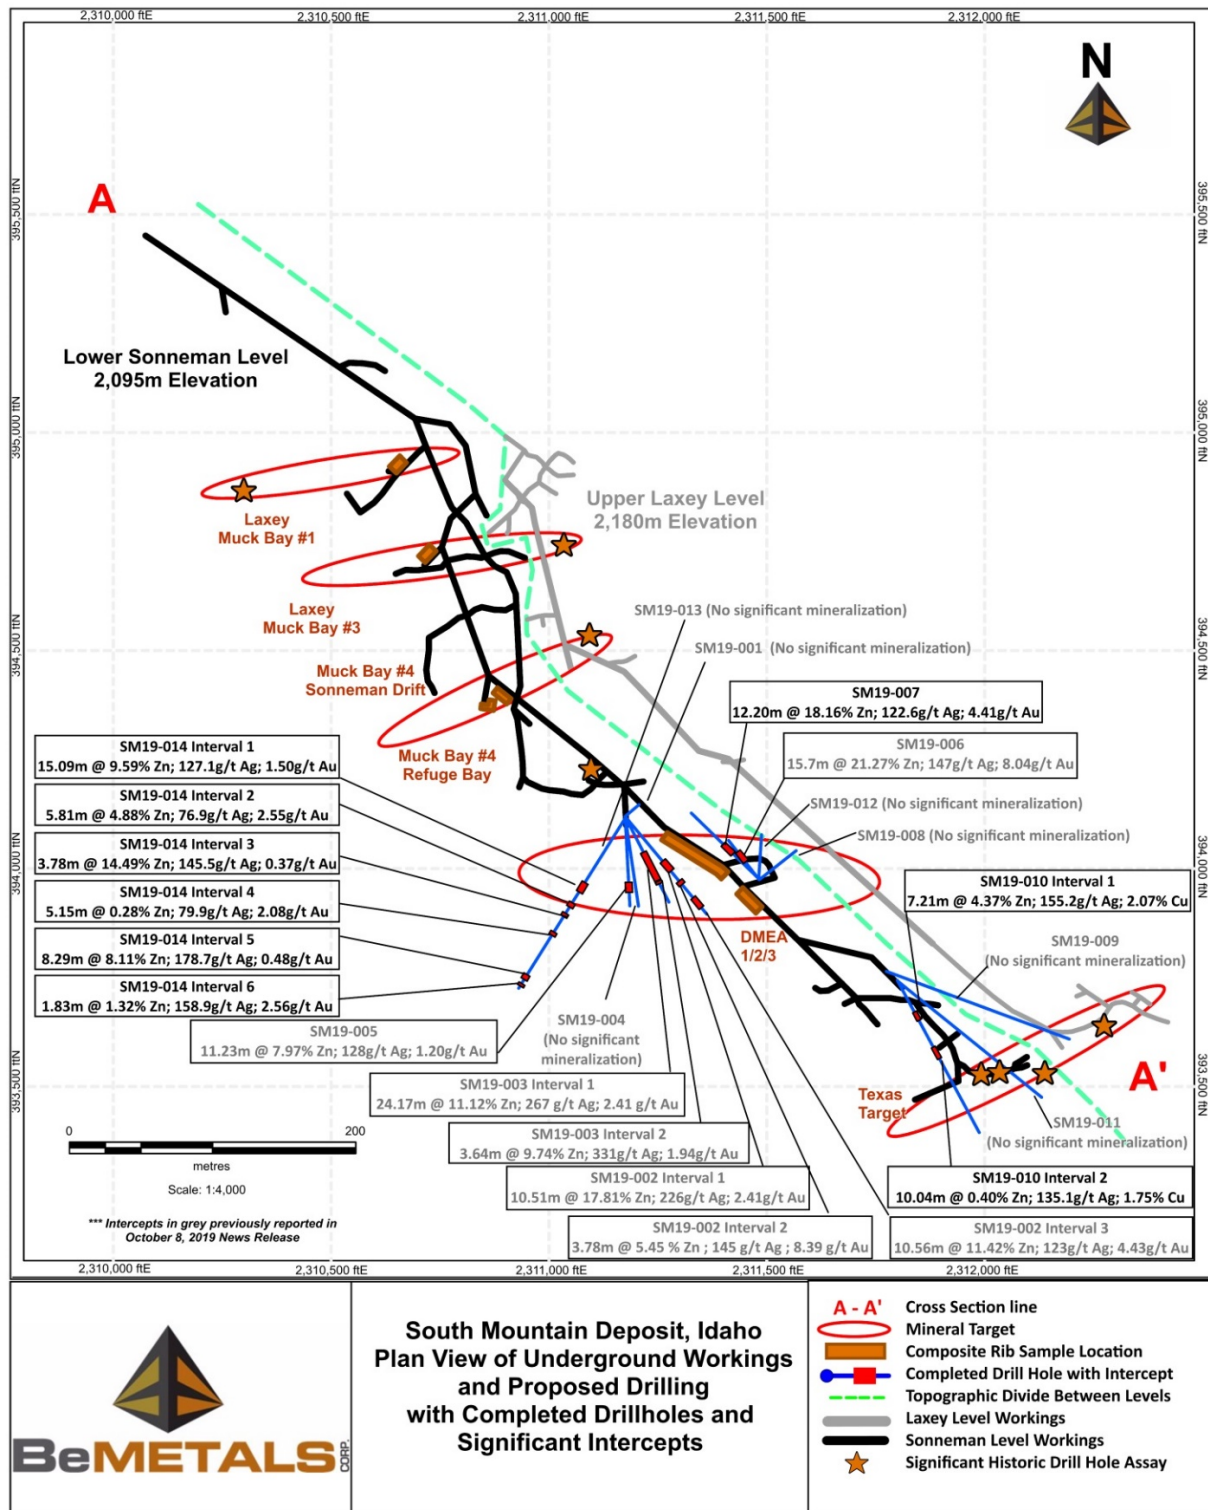 2,310,000 ftE
2,310,500 ftE
2,311,000 ftE
2,311,500 ftE
2,312,000 ftE
N
395,500 ftN
395,500 ftN
A
Lower Sonneman Level
2,095m Elevation
395,000 ftN
395,000 ftN
Upper Laxey Level
2,180m Elevation
Laxey
Muck Bay #1
Laxey
Muck Bay #3
SM19-013 (No significant mineralization)
SM19-001 (No significant mineralization)
394,500 ftN
394,500 ftN
Muck Bay #4
Sonneman Drift
SM19-007
12.20m @ 18.16% Zn; 122.6g/t Ag; 4.41g/t Au
Muck Bay #4
Refuge Bay
SM19-006
15.7m @ 21.27% Zn; 147g/t Ag; 8.04g/t Au
SM19-012 (No significant mineralization)
SM19-008 (No significant mineralization)
SM19-014 Interval 1
15.09m @ 9.59% Zn; 127.1g/t Ag; 1.50g/t Au
SM19-014 Interval 2
5.81m @ 4.88% Zn; 76.9g/t Ag; 2.55g/t Au
SM19-014 Interval 3
3.78m @ 14.49% Zn; 145.5g/t Ag; 0.37g/t Au
SM19-014 Interval 4
5.15m @ 0.28% Zn; 79.9g/t Ag; 2.08g/t Au
SM19-014 Interval 5
8.29m @ 8.11% Zn; 178.7g/t Ag; 0.48g/t Au
SM19-014 Interval 6
1.83m @ 1.32% Zn; 158.9g/t Ag; 2.56g/t Au
394,000 ftN
394,000 ftN
SM19-010 Interval 1
7.21m @ 4.37% Zn; 155.2g/t Ag; 2.07% Cu
DMEA
1/2/3
SM19-009
(No significant mineralization)
SM19-005
11.23m @ 7.97% Zn; 128g/t Ag; 1.20g/t Au
SM19-004
(No significant
mineralization)
SM19-003 Interval 1
24.17m @ 11.12% Zn; 267 g/t Ag; 2.41 g/t Au
SM19-003 Interval 2
3.64m @ 9.74% Zn; 331g/t Ag; 1.94g/t Au
SM19-002 Interval 1
10.51m @ 17.81% Zn; 226g/t Ag; 2.41g/t Au
SM19-002 Interval 2
3.78m @ 5.45 % Zn ; 145 g/t Ag ; 8.39 g/t Au
393,500 ftN
393,500 ftN
Texas
Target
A'
SM19-011
(No significant mineralization)
SM19-010 Interval 2
10.04m @ 0.40% Zn; 135.1g/t Ag; 1.75% Cu
SM19-002 Interval 3
10.56m @ 11.42% Zn; 123g/t Ag; 4.43g/t Au
0
200
metres
Scale: 1:4,000
*** Intercepts in grey previously reported in
October 8, 2019 News Release
2,310,000 ftE
2,310,500 ftE
2,311,000 ftE
2,311,500 ftE
2,312,000 ftE
BeMETALS CORP.
South Mountain Deposit, Idaho
Plan View of Underground Workings
and Proposed Drilling
with Completed Drillholes and
Significant Intercepts
A - A' Cross Section line
Mineral Target
Composite Rib Sample Location
Completed Drill Hole with Intercept
Topographic Divide Between Levels
Laxey Level Workings
Sonneman Level Workings
Significant Historic Drill Hole Assay